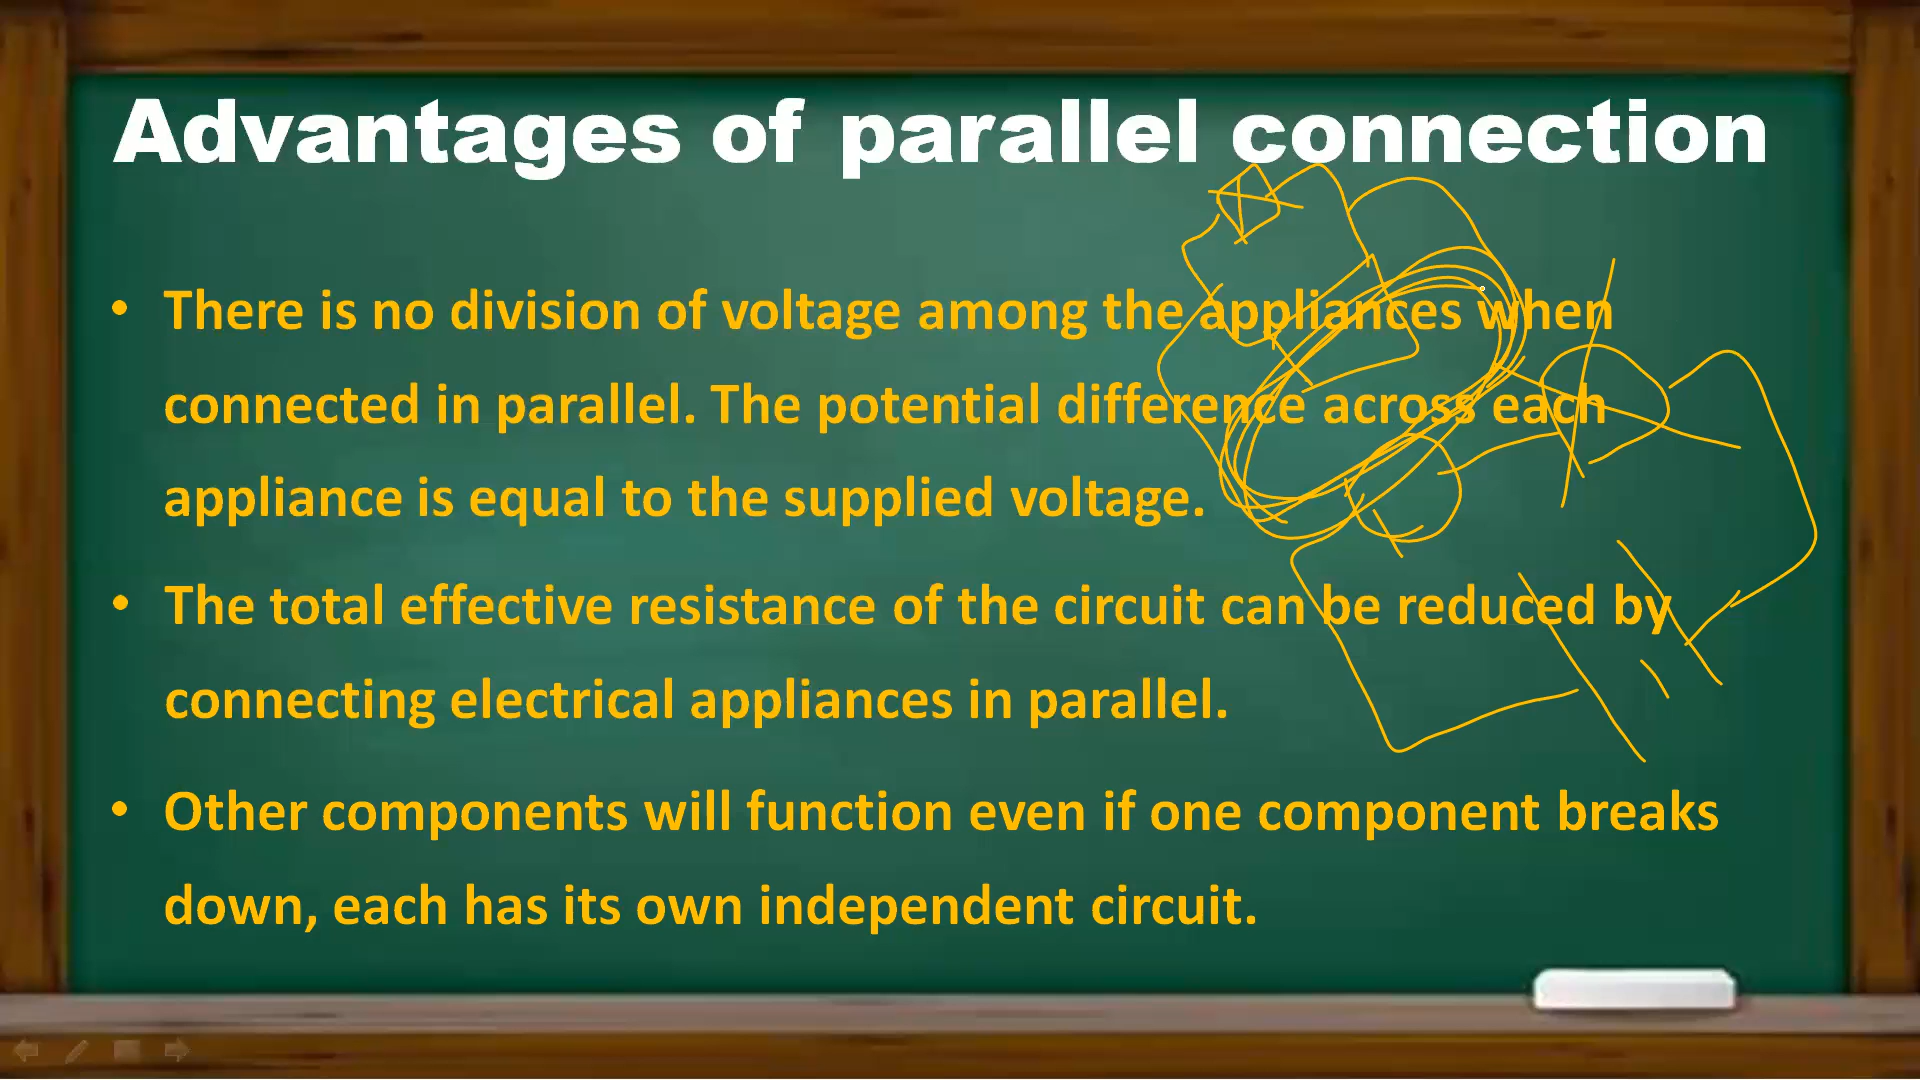 Advantages of parallel connection
• There is no division of voltage among the appliances when
connected in parallel. The potential difference across each
appliance is equal to the supplied voltage.
• The total effective resistance of the circuit can be reduced by
connecting electrical appliances in parallel.
• Other components will function even if one component breaks
down, each has its own independent circuit.